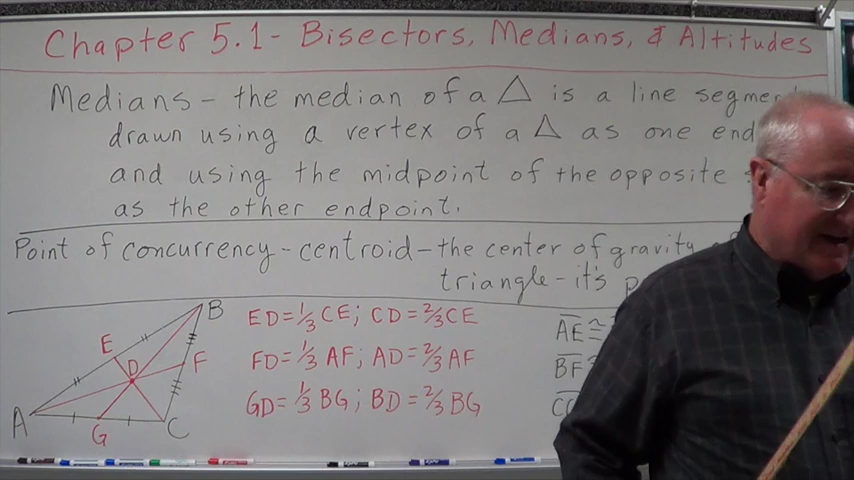 Chapter 5.1 - Bisectors, Medians, & Altitudes
Medians - the median of a △ is a line
drawn using a vertex of a △ as one
and using the midpoint of the opposite
as the other endpoint.
Point of concurrency - centroid - the center of gravity
triangle - it's
ED = 1/3 CE; CD = 2/3 CE
FD = 1/3 AF; AD = 2/3 AF
GD = 1/3 BG; BD = 2/3 BG
AE ≅
BF
B
E
D
F
A
G
C